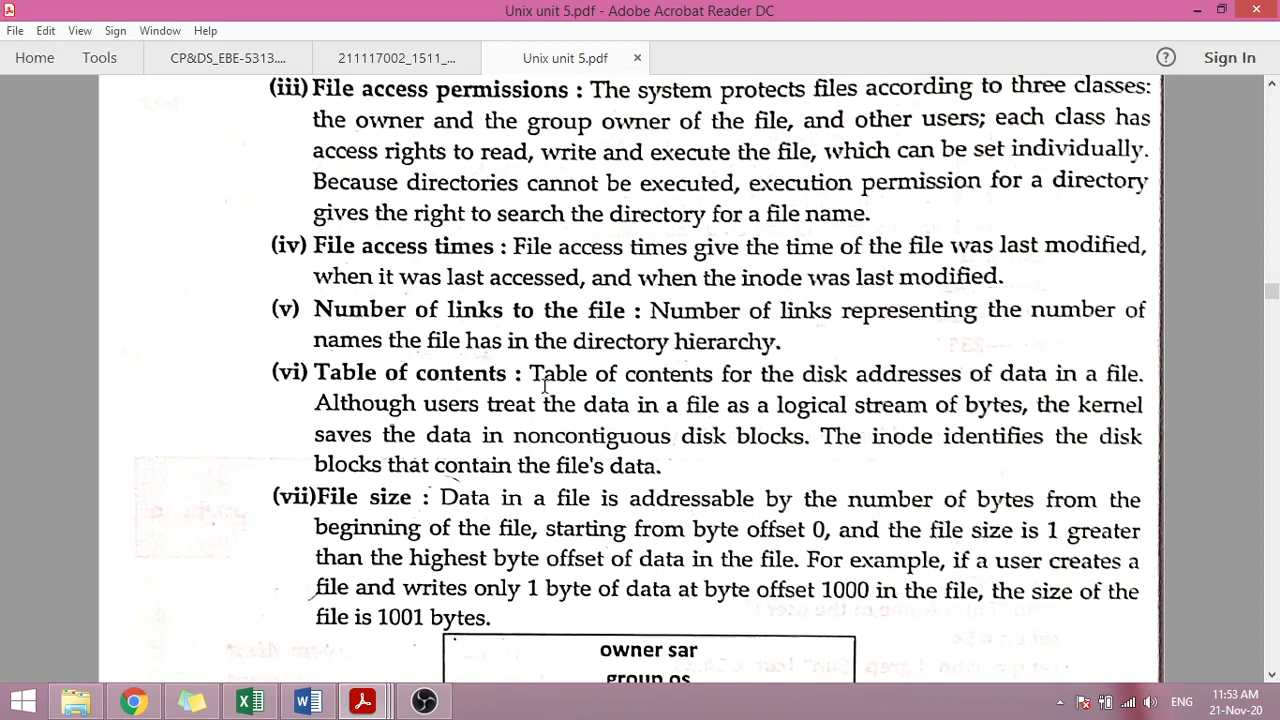 Unix unit 5.pdf - Adobe Acrobat Reader DC
File Edit View Sign Window Help
Home Tools CP&DS_EBE-5313.... 211117002_1511_... Unix unit 5.pdf × ? Sign In
(iii) File access permissions : The system protects files according to three classes:
the owner and the group owner of the file, and other users; each class has
access rights to read, write and execute the file, which can be set individually.
Because directories cannot be executed, execution permission for a directory
gives the right to search the directory for a file name.
(iv) File access times : File access times give the time of the file was last modified,
when it was last accessed, and when the inode was last modified.
(v) Number of links to the file : Number of links representing the number of
names the file has in the directory hierarchy.
(vi) Table of contents : Table of contents for the disk addresses of data in a file.
Although users treat the data in a file as a logical stream of bytes, the kernel
saves the data in noncontiguous disk blocks. The inode identifies the disk
blocks that contain the file's data.
(vii)File size : Data in a file is addressable by the number of bytes from the
beginning of the file, starting from byte offset 0, and the file size is 1 greater
than the highest byte offset of data in the file. For example, if a user creates a
file and writes only 1 byte of data at byte offset 1000 in the file, the size of the
file is 1001 bytes.
owner sar
group os
ENG
11:53 AM
21-Nov-20